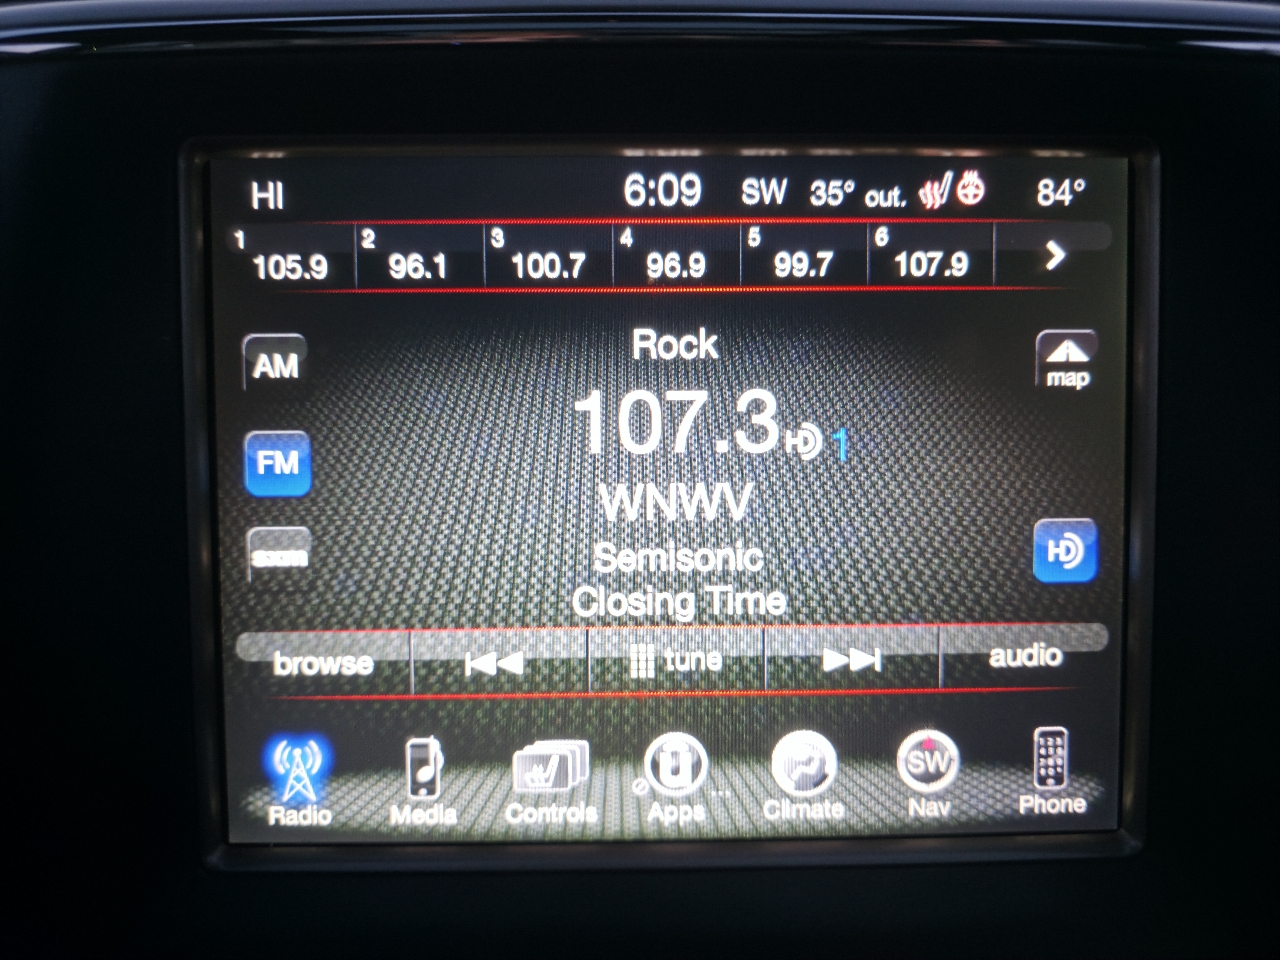 HI 6:09 SW 35° out. 84°
1 105.9 2 96.1 3 100.7 4 96.9 5 99.7 6 107.9
Rock
AM map
107.3 HD 1
FM
WNWV
sxm Semisonic HD
Closing Time
browse tune audio
SW
Radio Media Controls Apps ... Climate Nav Phone